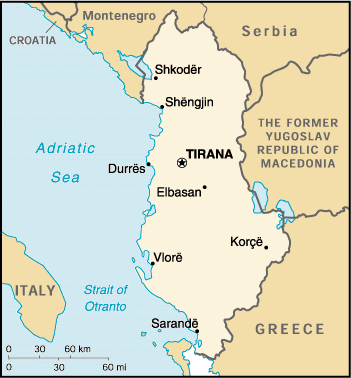 Montenegro
Serbia
CROATIA
Shkodër
Shëngjin
THE FORMER
YUGOSLAV
REPUBLIC OF
MACEDONIA
Adriatic
Sea
TIRANA
Durrës
Elbasan
Korçë
Vlorë
ITALY
Strait of
Otranto
Sarandë
GREECE
0 30 60 km
0 30 60 mi